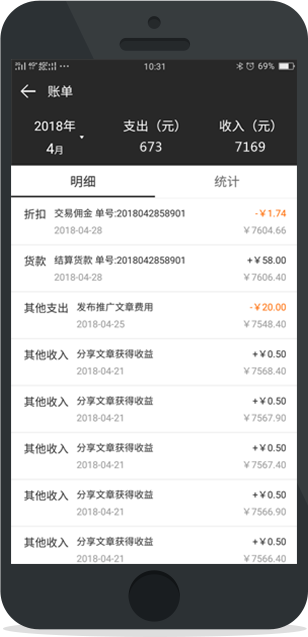 10:31 69%
账单
2018年 支出（元） 收入（元）
4月 673 7169
明细 统计
折扣 交易佣金 单号:2018042858901 -￥1.74
2018-04-28 ￥7604.66
货款 结算货款 单号:2018042858901 +￥58.00
2018-04-28 ￥7606.40
其他支出 发布推广文章费用 -￥20.00
2018-04-25 ￥7548.40
其他收入 分享文章获得收益 +￥0.50
2018-04-21 ￥7568.40
其他收入 分享文章获得收益 +￥0.50
2018-04-21 ￥7567.90
其他收入 分享文章获得收益 +￥0.50
2018-04-21 ￥7567.40
其他收入 分享文章获得收益 +￥0.50
2018-04-21 ￥7566.90
其他收入 分享文章获得收益 +￥0.50
2018-04-21 ￥7566.40